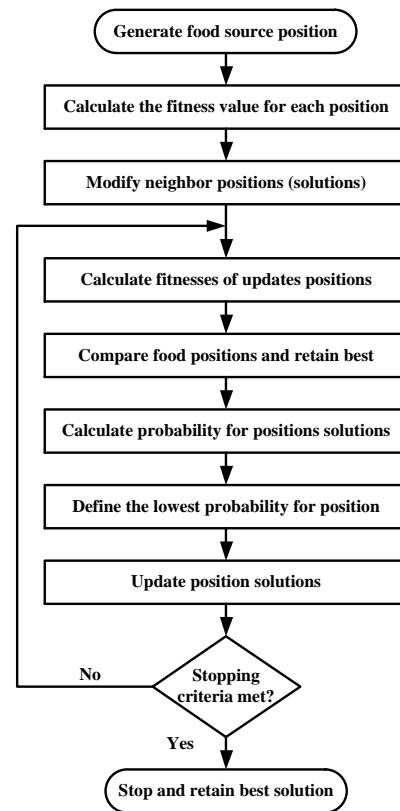 Generate food source position
Calculate the fitness value for each position
Modify neighbor positions (solutions)
Calculate fitnesses of updates positions
Compare food positions and retain best
Calculate probability for positions solutions
Define the lowest probability for position
Update position solutions
No
Stopping
criteria met?
Yes
Stop and retain best solution